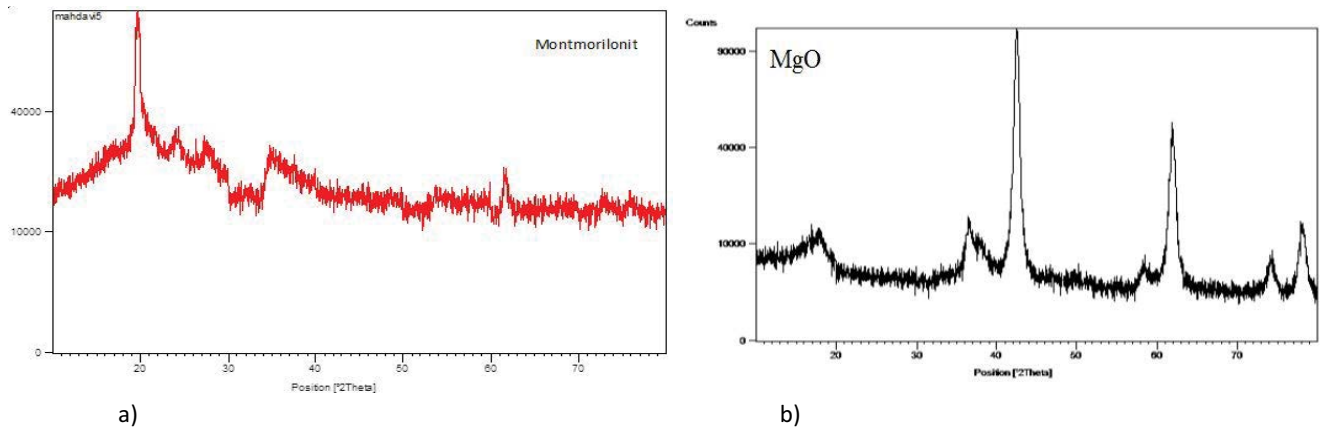 mahdavi5
Montmorilonit
40000
10000
0
20 30 40 50 60 70
Position [°2Theta]
a)
Counts
MgO
90000
40000
10000
0
20 30 40 50 60 70
Position [°2Theta]
b)